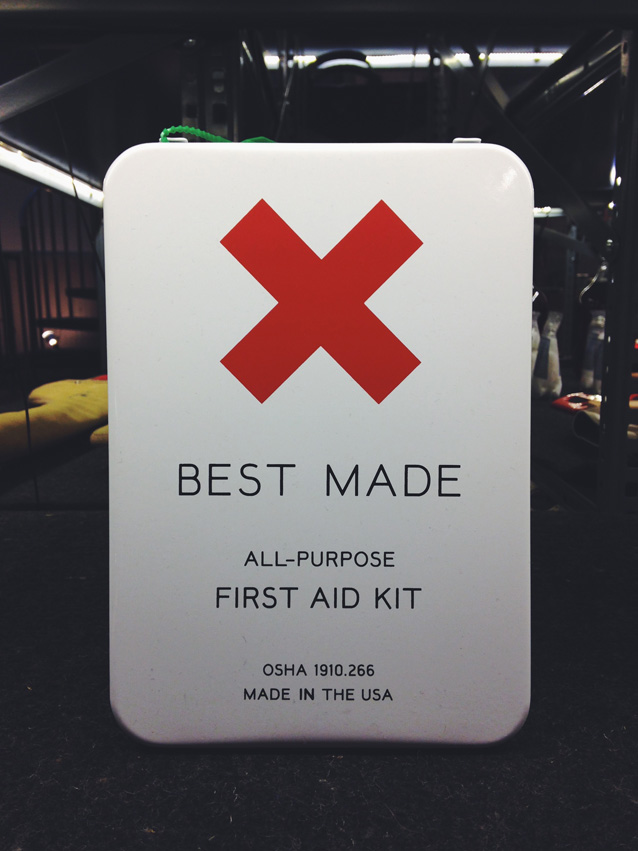 BEST MADE
ALL-PURPOSE
FIRST AID KIT
OSHA 1910.266
MADE IN THE USA